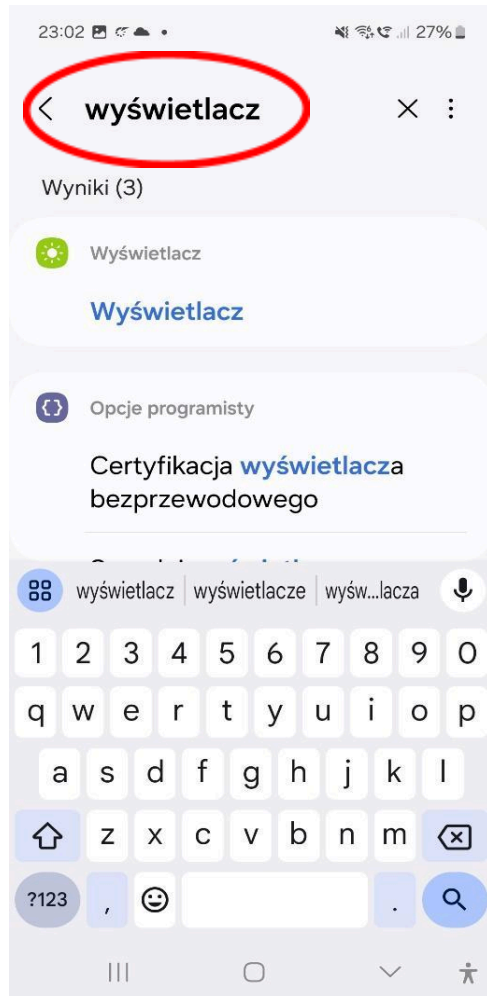 23:02
27%
wyświetlacz
Wyniki (3)
Wyświetlacz
Wyświetlacz
Opcje programisty
Certyfikacja wyświetlacza
bezprzewodowego
wyświetlacz wyświetlacze wyśw...lacza
1 2 3 4 5 6 7 8 9 0
q w e r t y u i o p
a s d f g h j k l
z x c v b n m
?123 , .